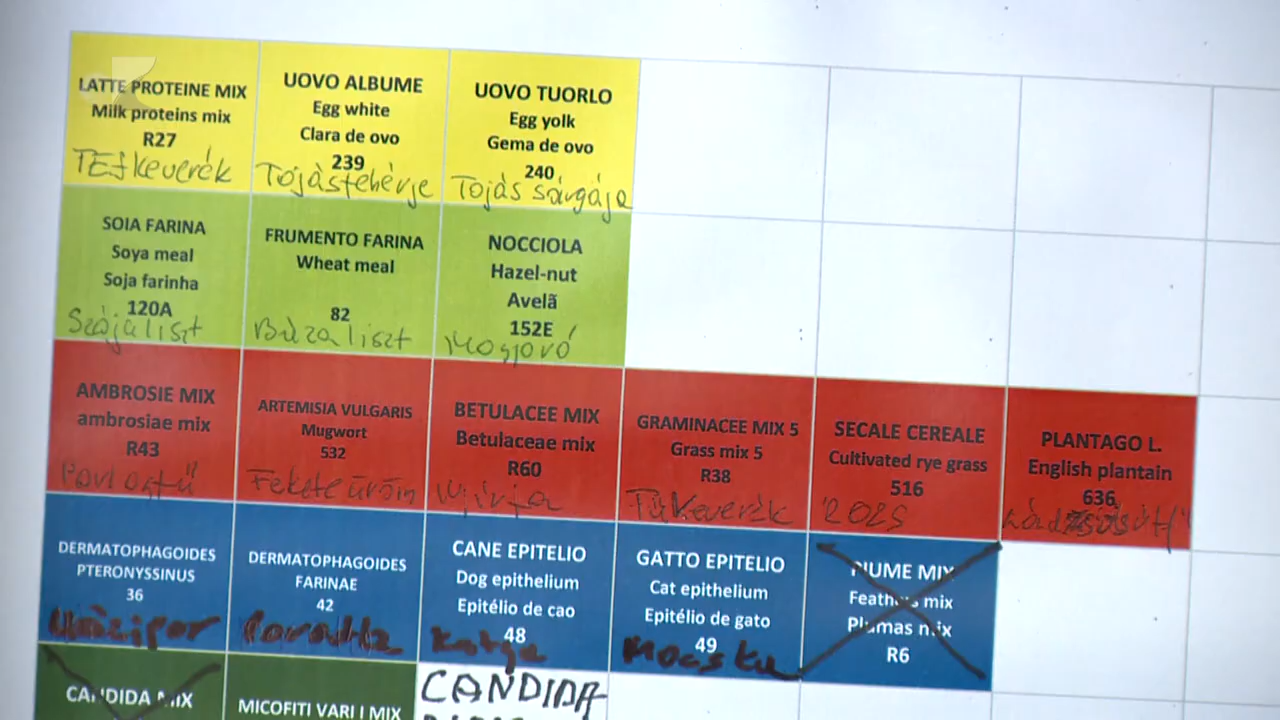 LATTE PROTEINE MIX
Milk proteins mix
R27
TEJkeverék
UOVO ALBUME
Egg white
Clara de ovo
239
Tojásfehérje
UOVO TUORLO
Egg yolk
Gema de ovo
240
Tojás sárgája
SOIA FARINA
Soya meal
Soja farinha
120A
Szójaliszt
FRUMENTO FARINA
Wheat meal
82
Búzaliszt
NOCCIOLA
Hazel-nut
Avelã
152E
Mogyoró
AMBROSIE MIX
ambrosiae mix
R43
ARTEMISIA VULGARIS
Mugwort
532
Fekete üröm
BETULACEE MIX
Betulaceae mix
R60
GRAMINACEE MIX 5
Grass mix 5
R38
Fűkeverék
SECALE CEREALE
Cultivated rye grass
516
PLANTAGO L.
English plantain
636
DERMATOPHAGOIDES
PTERONYSSINUS
36
DERMATOPHAGOIDES
FARINAE
42
CANE EPITELIO
Dog epithelium
Epitélio de cao
48
Kutya
GATTO EPITELIO
Cat epithelium
Epitélio de gato
49
Macska
PIUME MIX
Feathers mix
Plumas mix
R6
CANDIDA MIX
MICOFITI VARI I MIX
CANDIDA